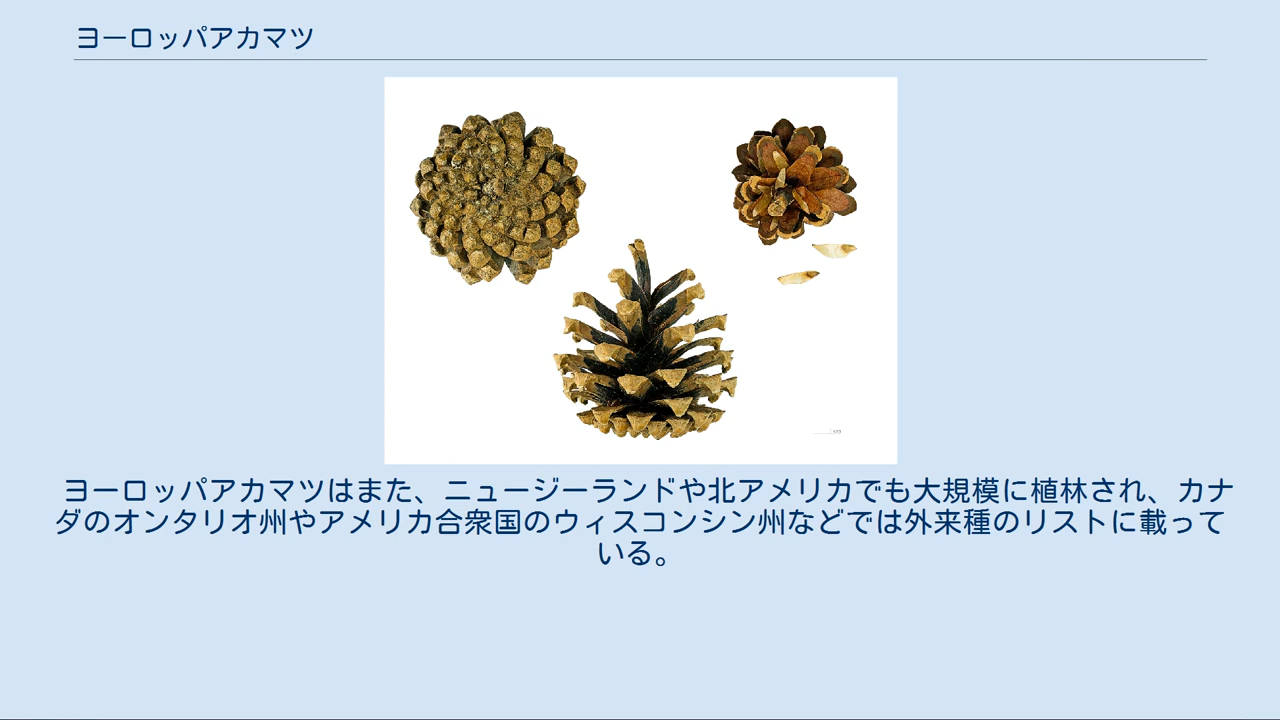 ヨーロッパアカマツ
ヨーロッパアカマツはまた、ニュージーランドや北アメリカでも大規模に植林され、カナ
ダのオンタリオ州やアメリカ合衆国のウィスコンシン州などでは外来種のリストに載って
いる。